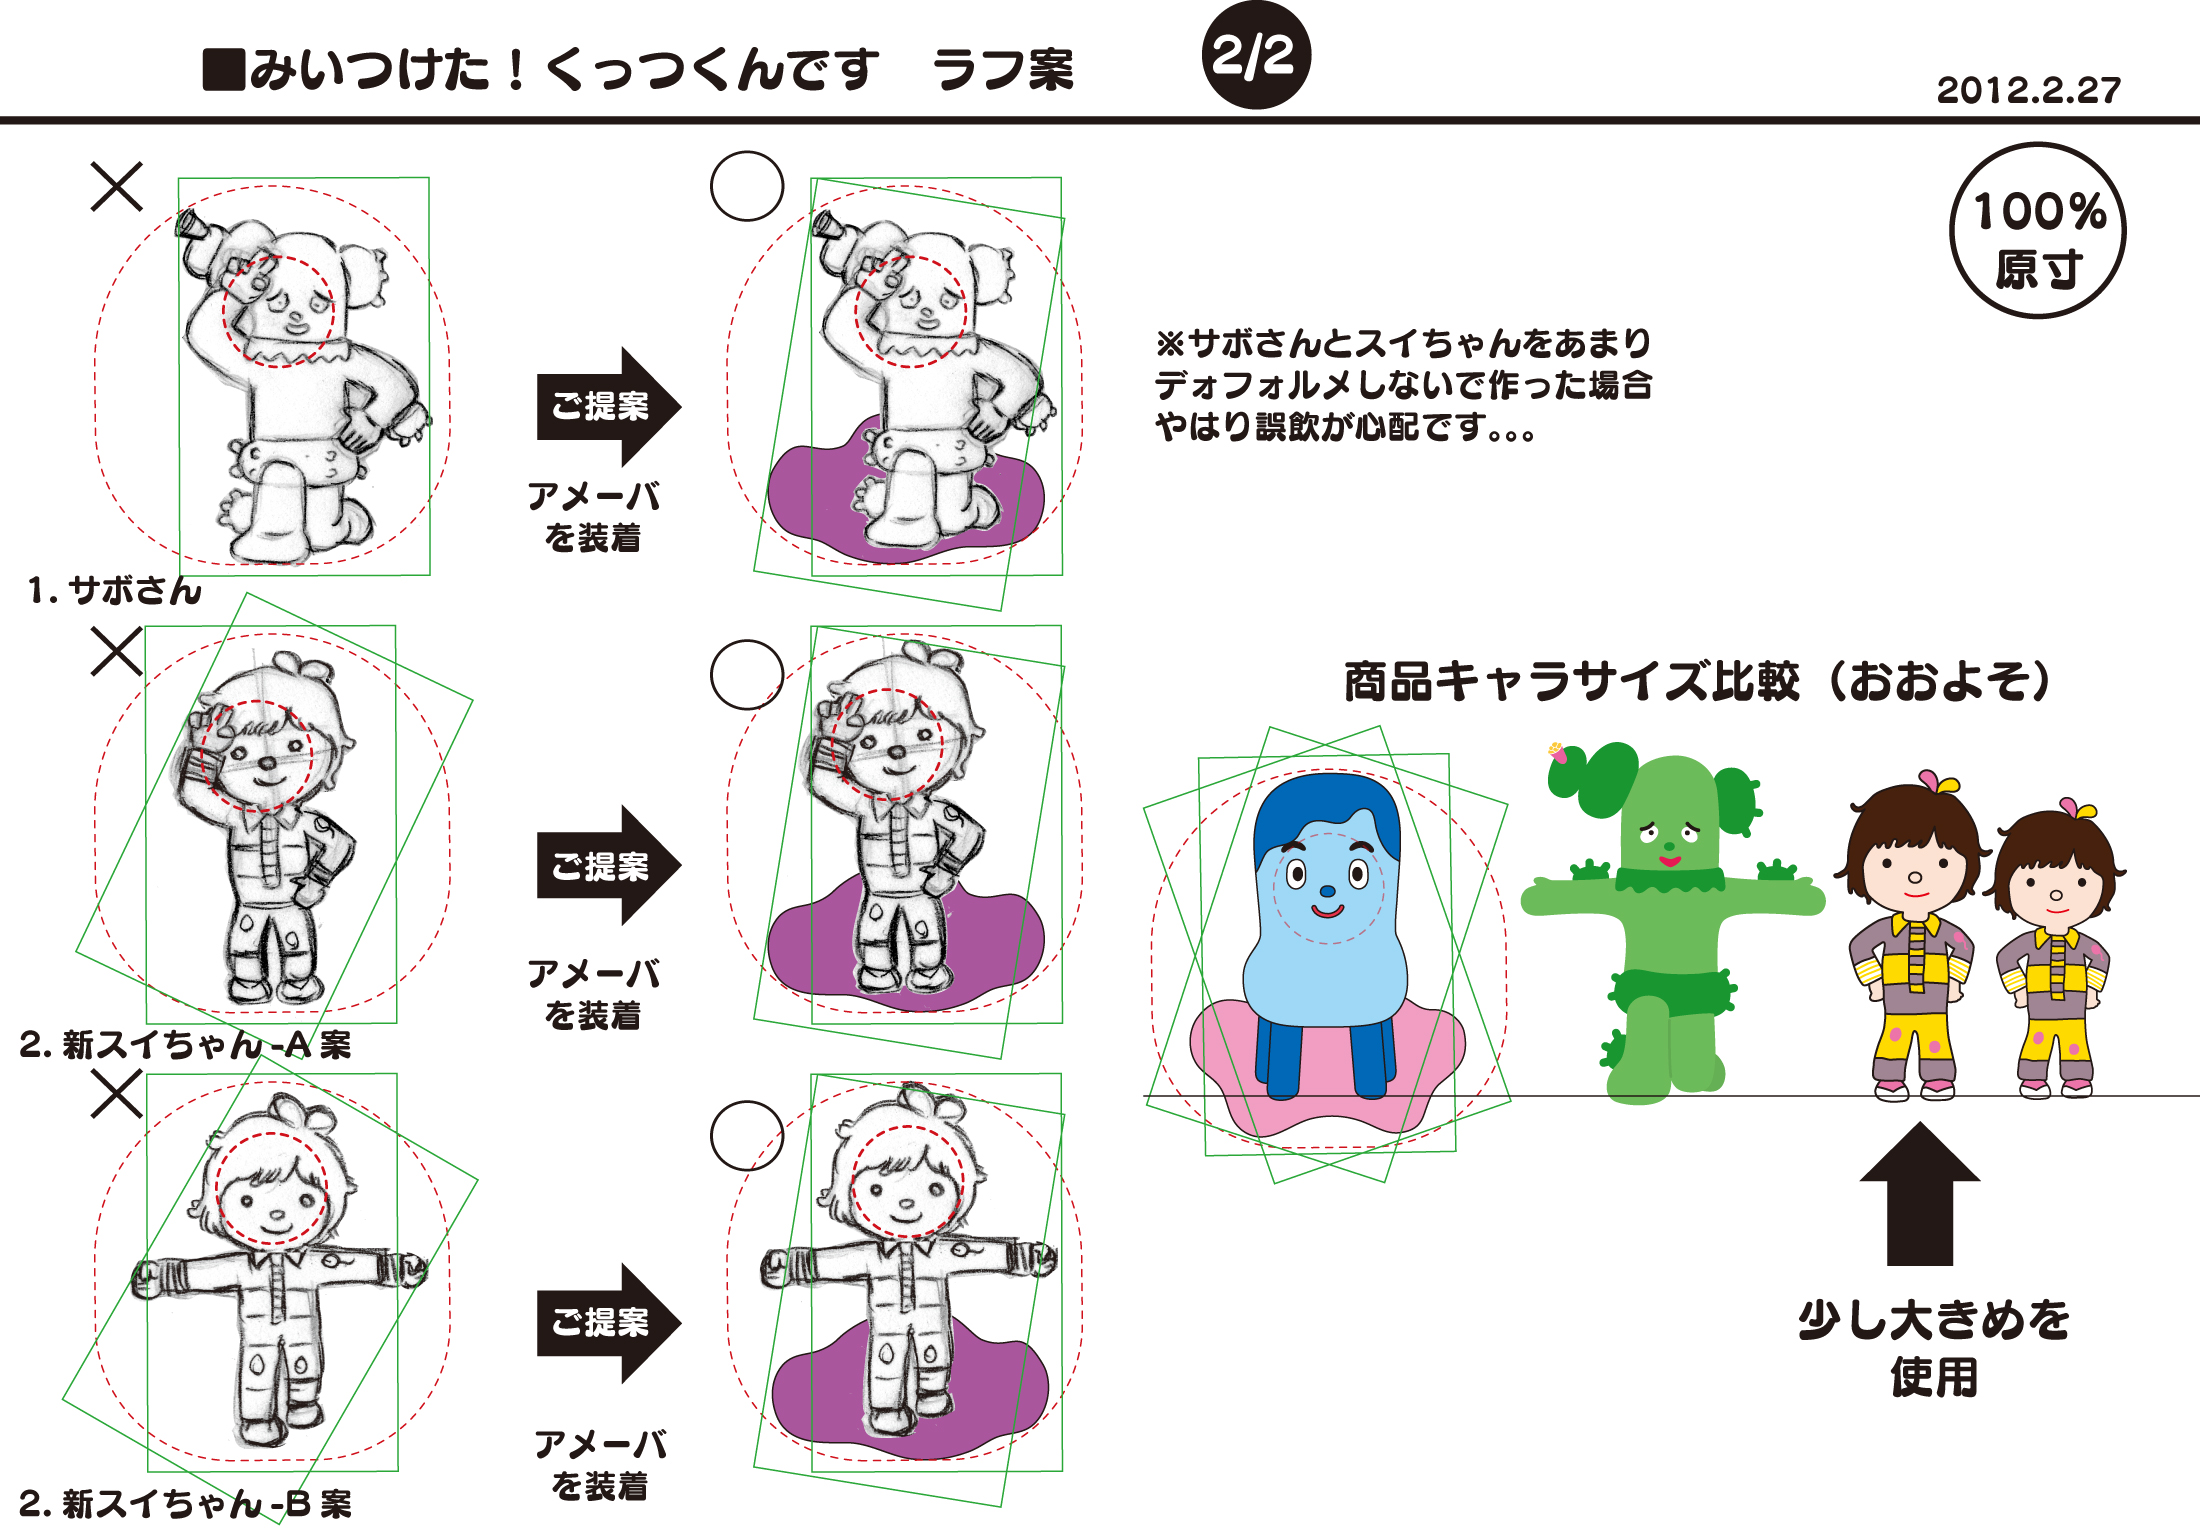 ■みいつけた！くっつくんです　ラフ案
2/2
2012.2.27
100%
原寸
ご提案
アメーバ
を装着
1. サボさん
※サボさんとスイちゃんをあまり
デォフォルメしないで作った場合
やはり誤飲が心配です。。。
ご提案
アメーバ
を装着
2. 新スイちゃん-A 案
商品キャラサイズ比較（おおよそ）
ご提案
アメーバ
を装着
2. 新スイちゃん-B 案
少し大きめを
使用